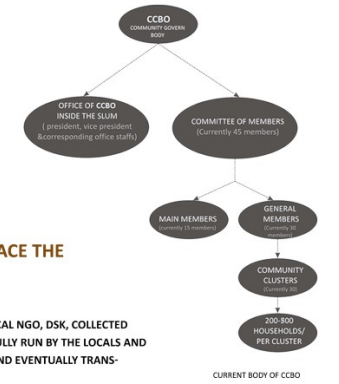 CCBO
COMMUNITY GOVERN
BODY
OFFICE OF CCBO
INSIDE THE SLUM
( president, vice president
&corresponding office staffs)
COMMITTEE OF MEMBERS
(Currently 45 members)
MAIN MEMBERS
(currently 15 members)
GENERAL
MEMBERS
(Currently 30
members)
ACE THE
COMMUNITY
CLUSTERS
(Currently 30)
CAL NGO, DSK, COLLECTED
ULLY RUN BY THE LOCALS AND
ND EVENTUALLY TRANS-
200-300
HOUSEHOLDS/
PER CLUSTER
CURRENT BODY OF CCBO